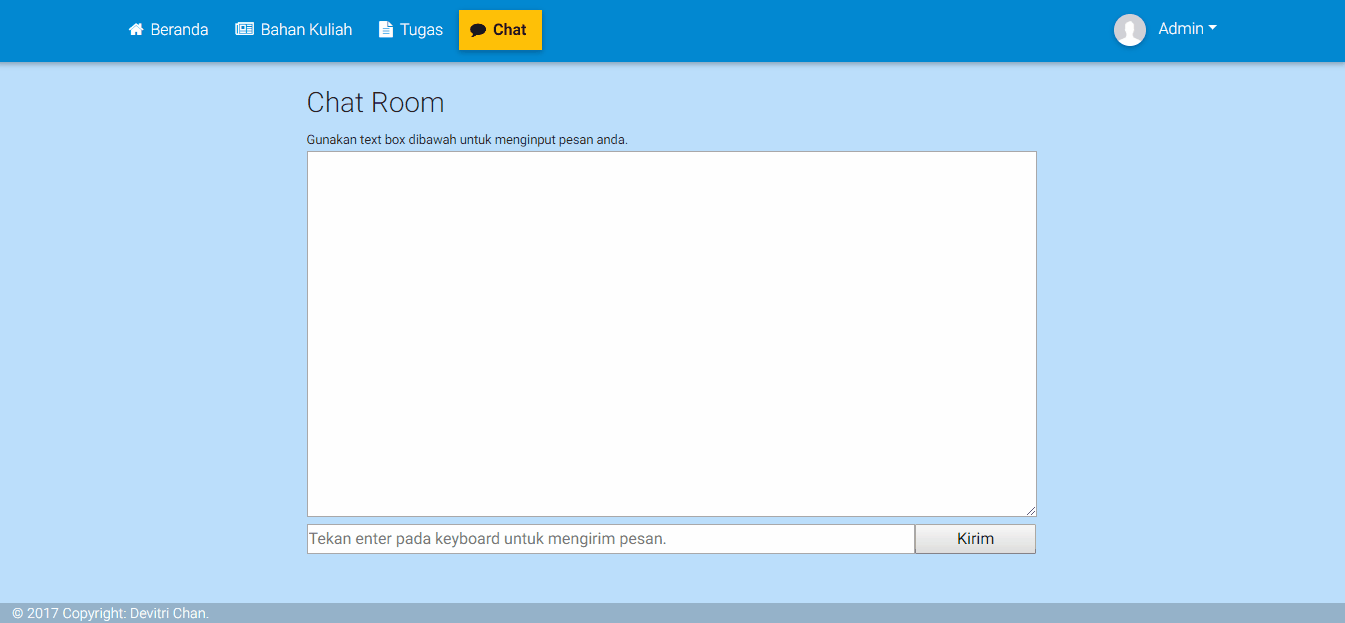 Beranda Bahan Kuliah Tugas Chat Admin
Chat Room
Gunakan text box dibawah untuk menginput pesan anda.
Tekan enter pada keyboard untuk mengirim pesan. Kirim
© 2017 Copyright: Devitri Chan.